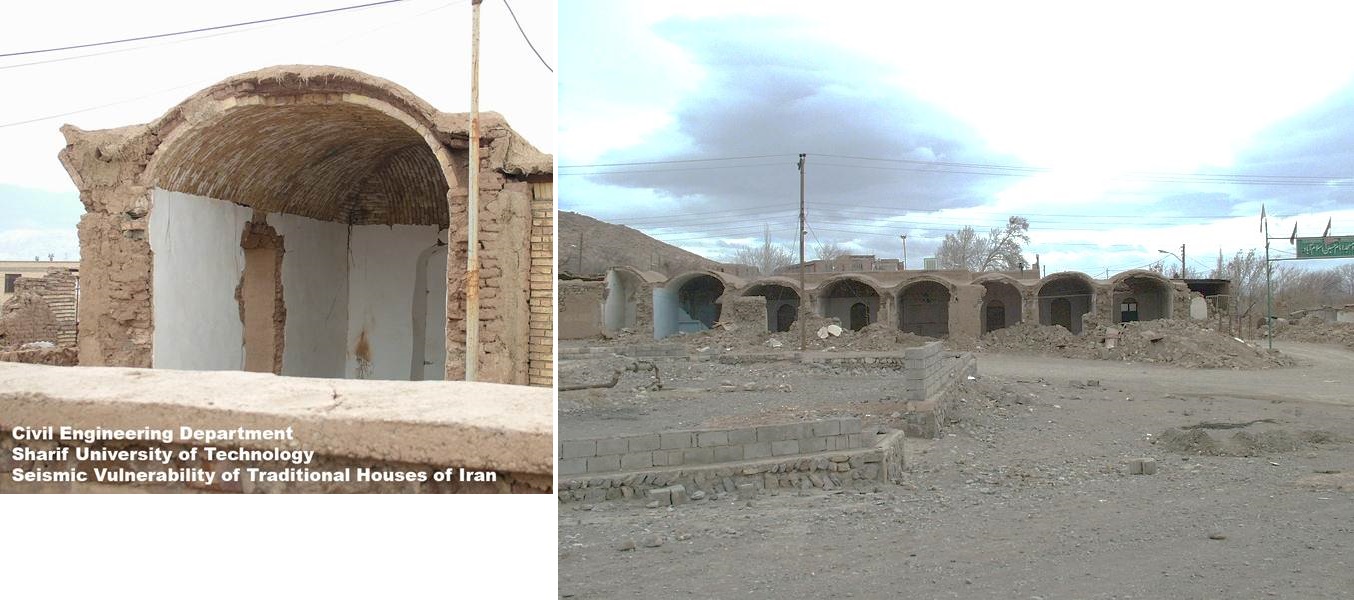 Civil Engineering Department
Sharif University of Technology
Seismic Vulnerability of Traditional Houses of Iran